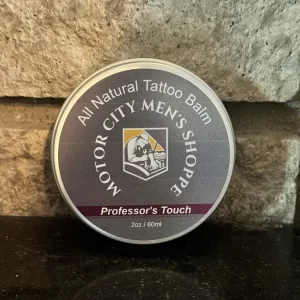 All Natural Tattoo Balm
MOTOR CITY MEN'S SHOPPE
Professor's Touch
2oz / 60ml